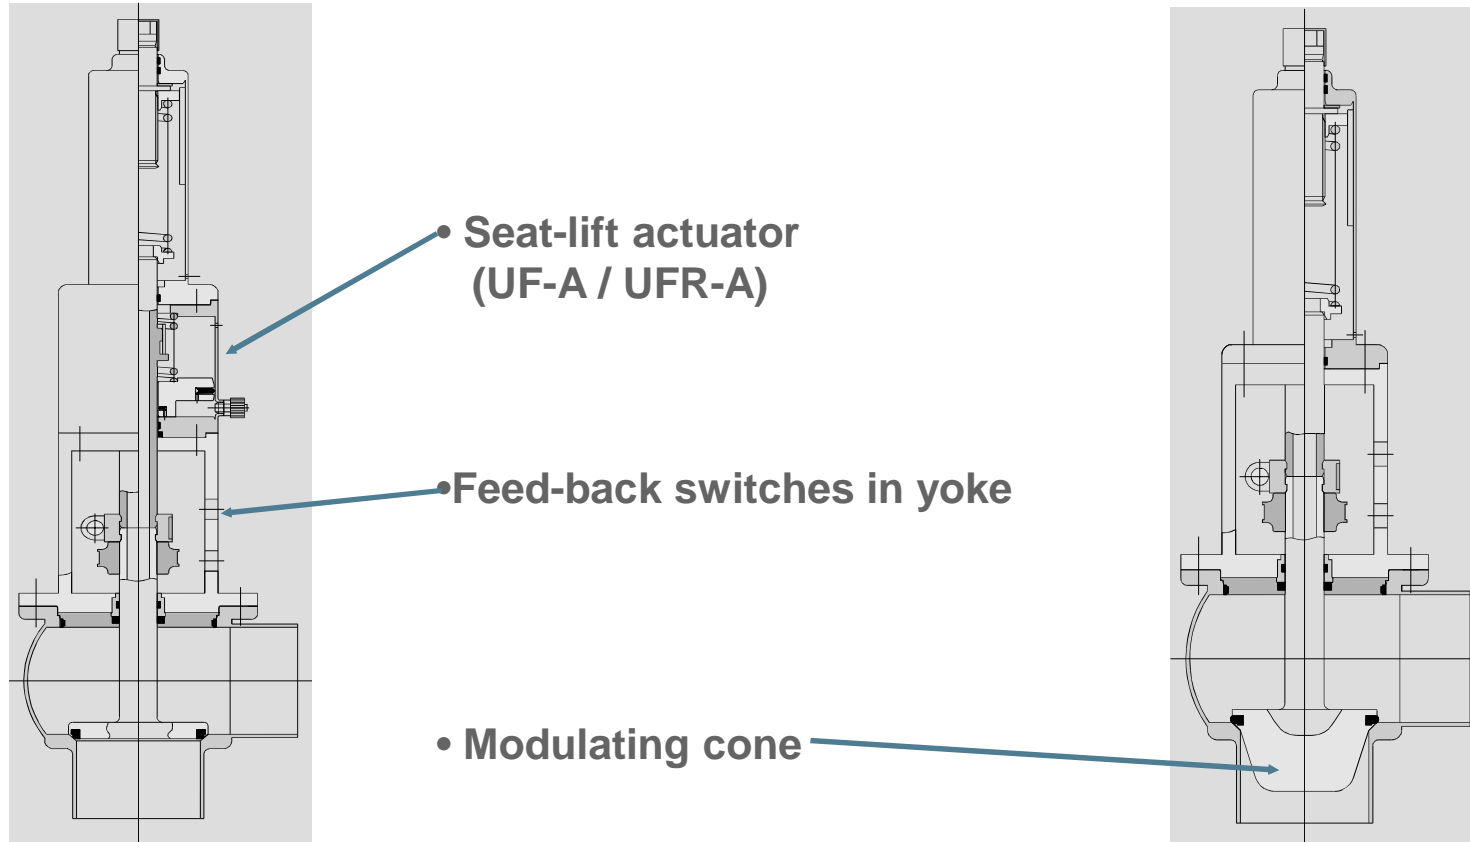 • Seat-lift actuator
(UF-A / UFR-A)
•Feed-back switches in yoke
• Modulating cone